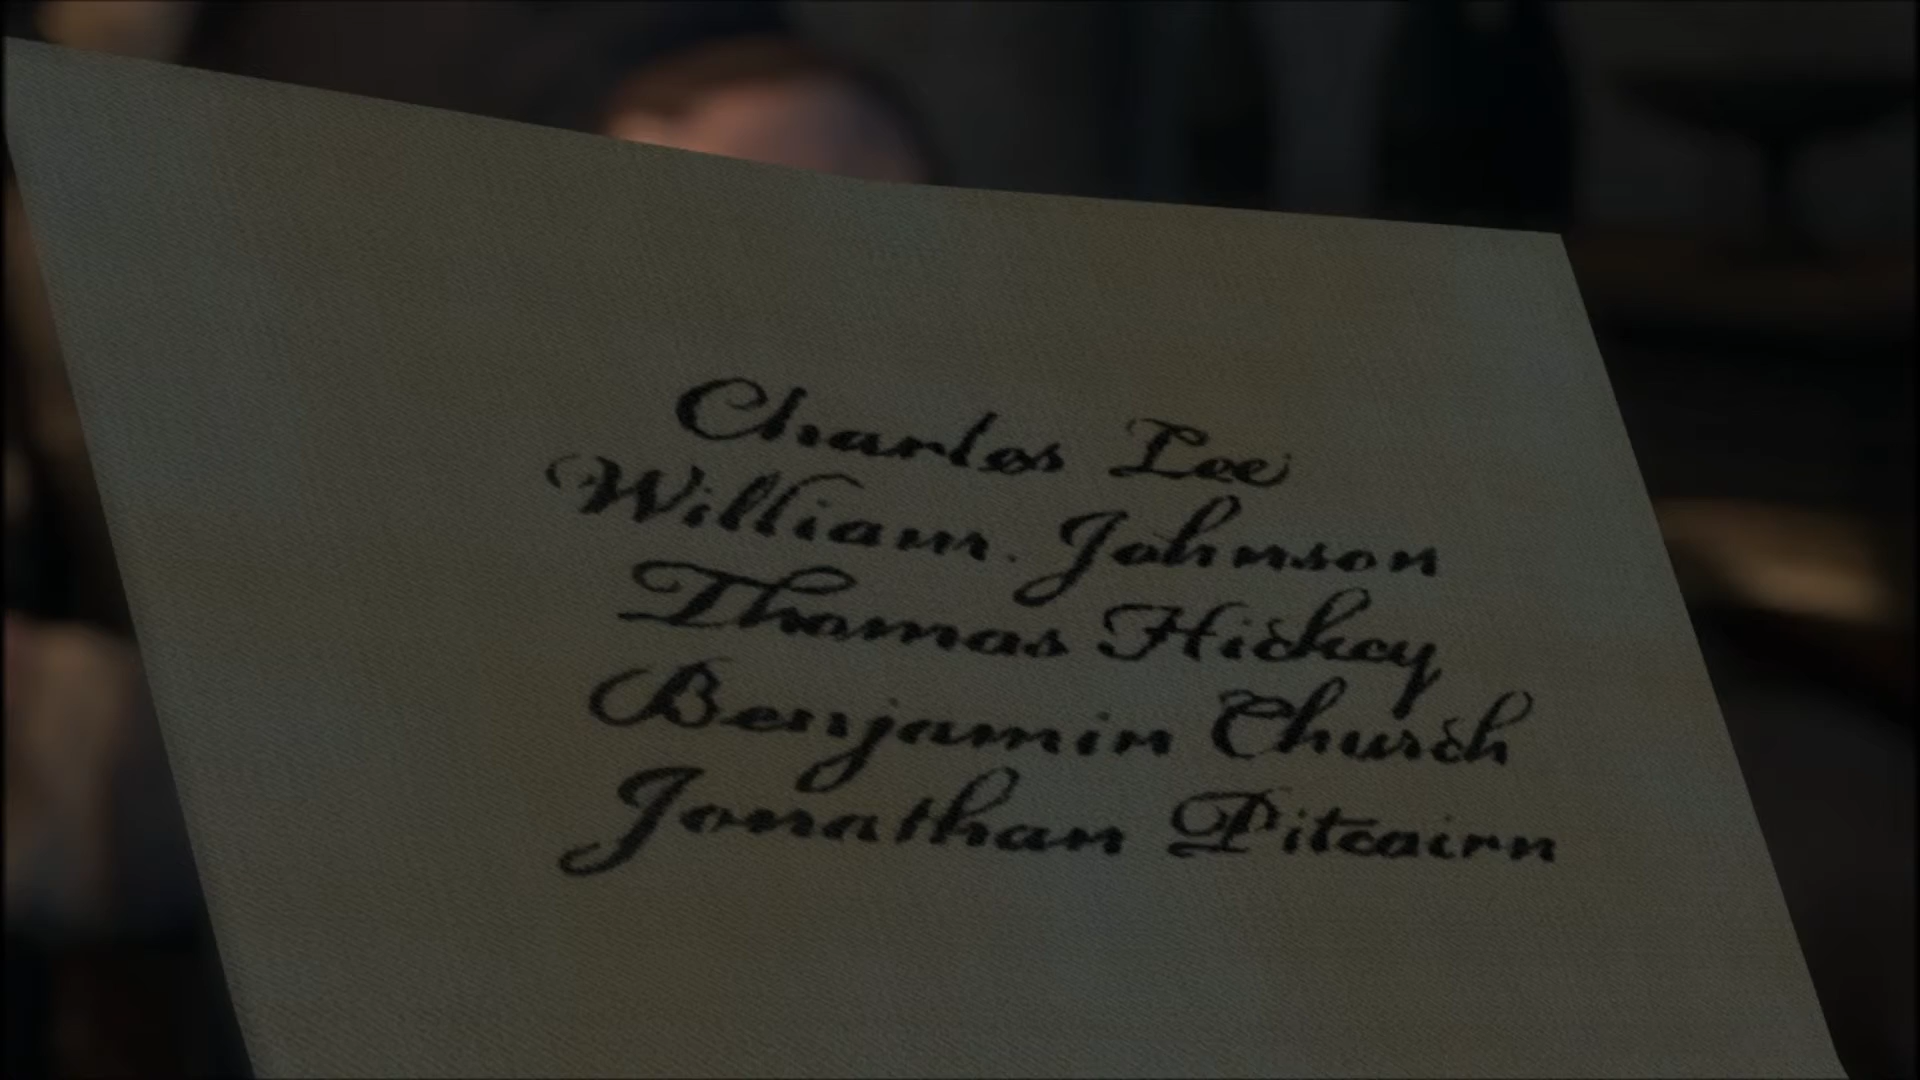 Charles Lee
William Johnson
Thomas Hickey
Benjamin Church
Jonathan Pitcairn